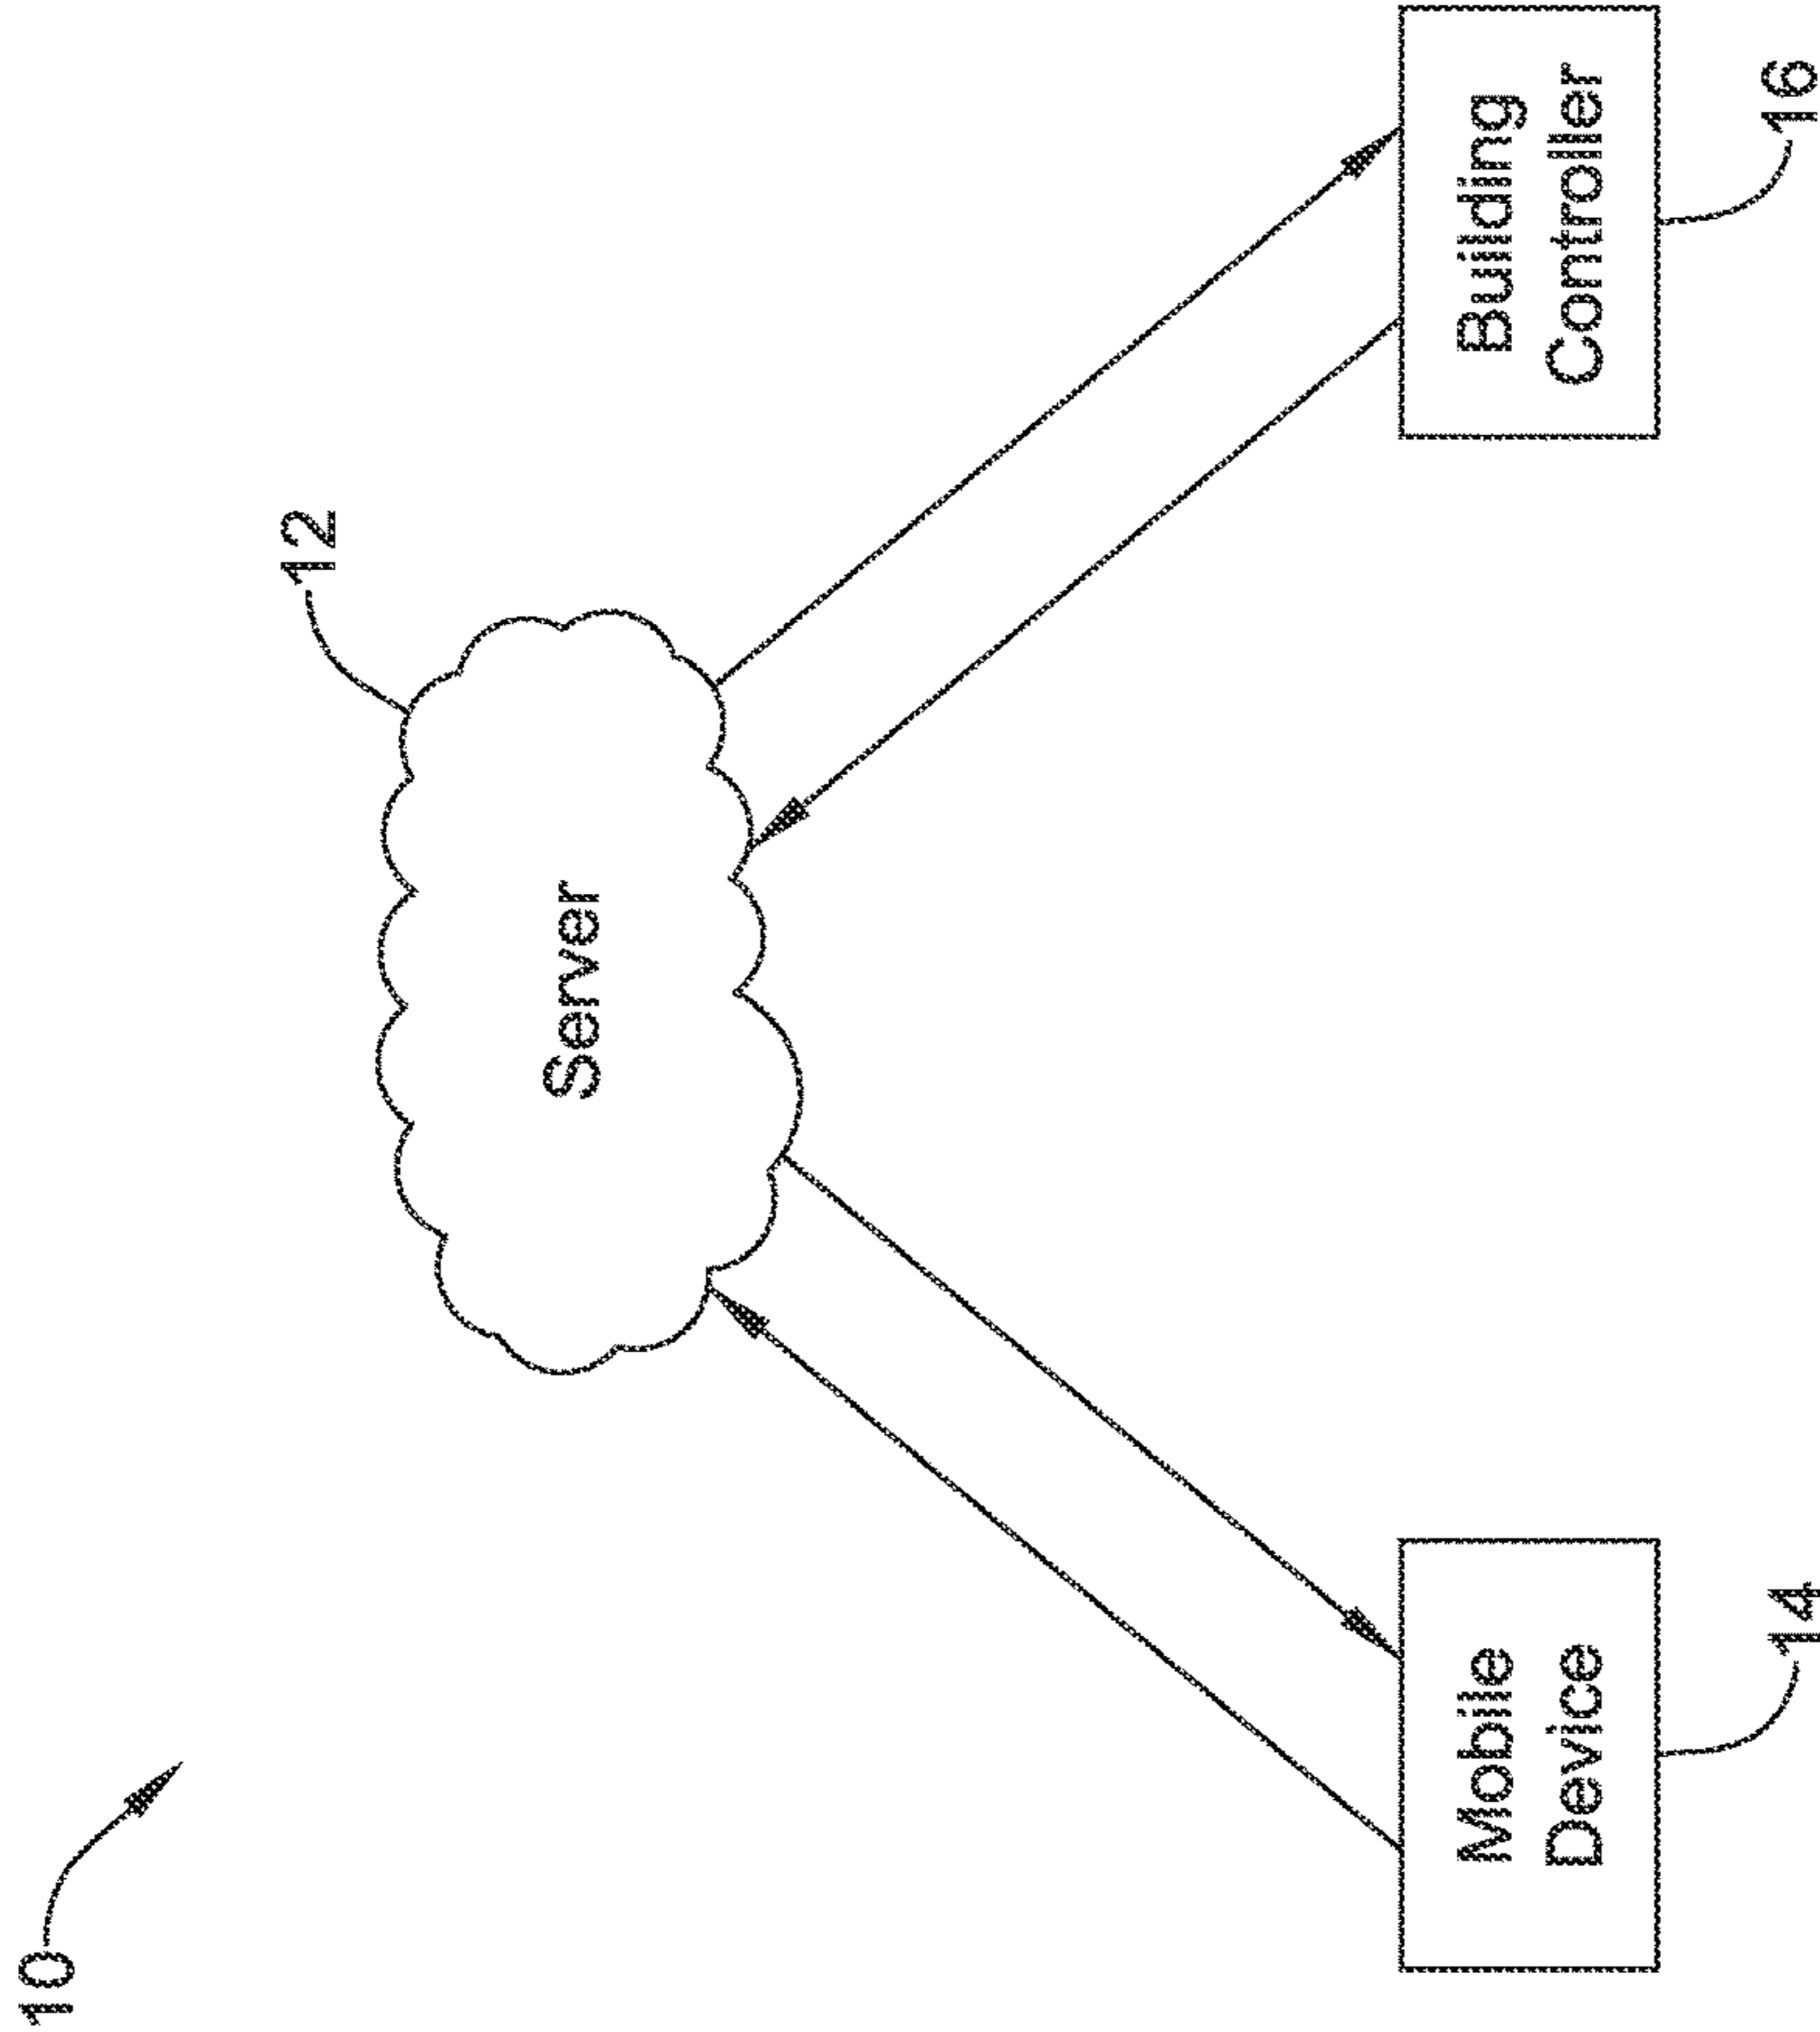 10
12
Server
Mobile
Device
14
Building
Controller
16